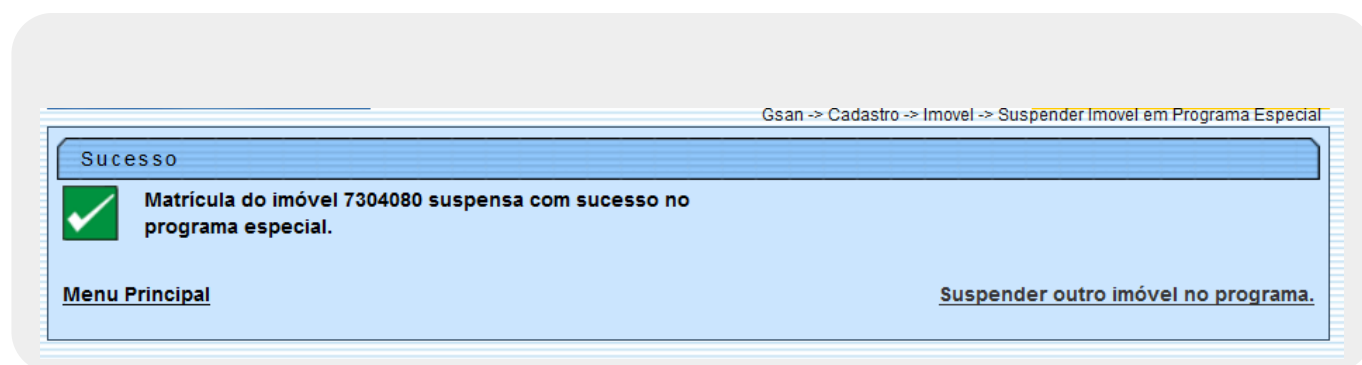 Gsan -> Cadastro -> Imovel -> Suspender Imovel em Programa Especial
Sucesso
Matrícula do imóvel 7304080 suspensa com sucesso no
programa especial.
Menu Principal
Suspender outro imóvel no programa.